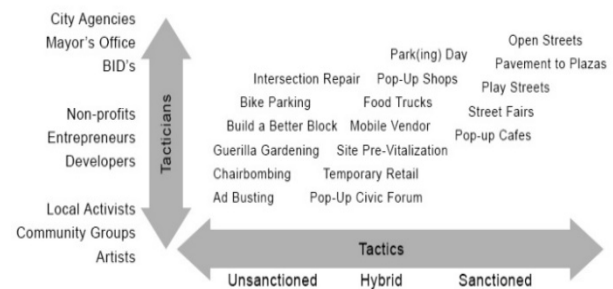 City Agencies
Mayor's Office
BID's
Non-profits
Entrepreneurs
Developers
Local Activists
Community Groups
Artists
Tacticians
Open Streets
Park(ing) Day
Pavement to Plazas
Intersection Repair Pop-Up Shops
Play Streets
Bike Parking Food Trucks
Street Fairs
Build a Better Block Mobile Vendor
Pop-up Cafes
Guerilla Gardening Site Pre-Vitalization
Chairbombing Temporary Retail
Ad Busting Pop-Up Civic Forum
Tactics
Unsanctioned Hybrid Sanctioned